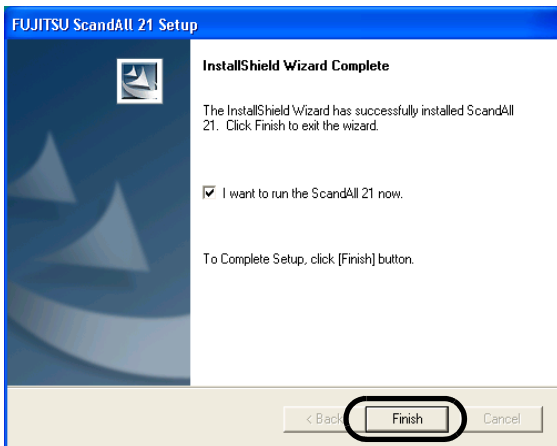 FUJITSU ScandAll 21 Setup
InstallShield Wizard Complete
The InstallShield Wizard has successfully installed ScandAll
21. Click Finish to exit the wizard.
I want to run the ScandAll 21 now.
To Complete Setup, click [Finish] button.
< Back Finish Cancel